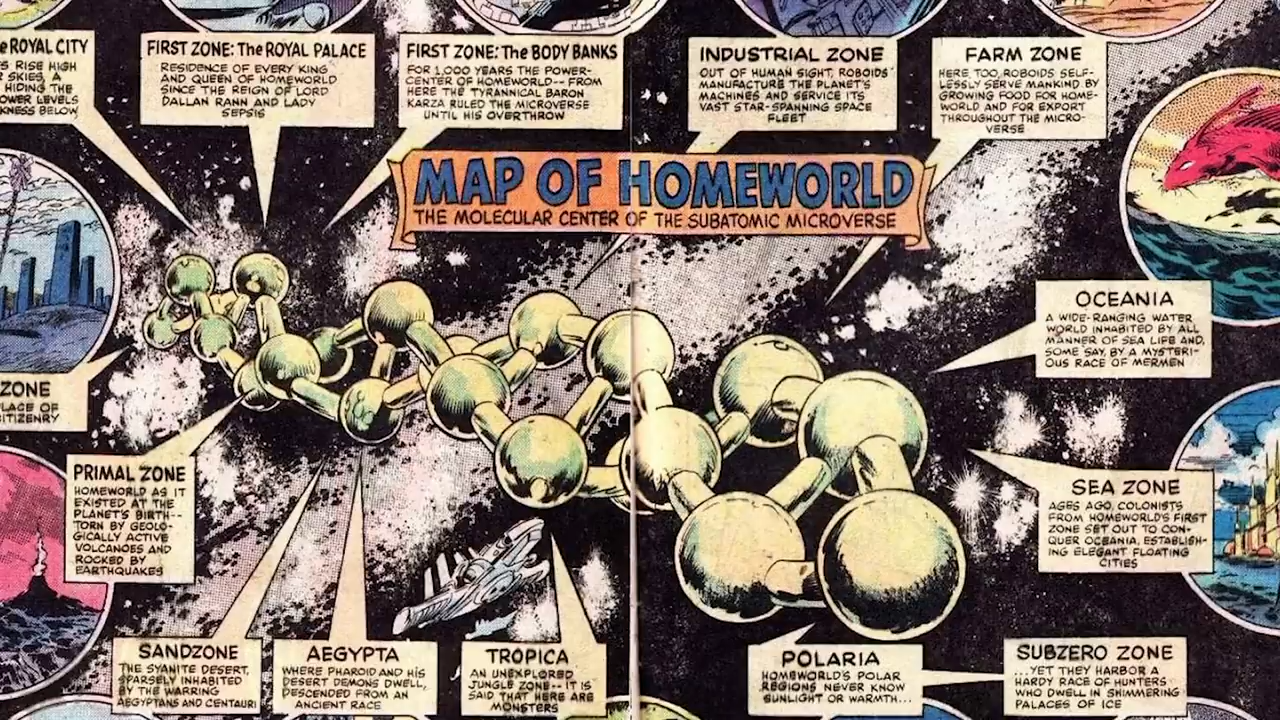 ROYAL CITY
RISE HIGH
SKIES, A
HIDING THE
LEVELS
BELOW
FIRST ZONE: The ROYAL PALACE
RESIDENCE OF EVERY KING
AND QUEEN OF HOMEWORLD
SINCE THE REIGN OF LORD
DALLAN RANN AND LADY
SEPSIS
FIRST ZONE: The BODY BANKS
FOR 1,000 YEARS THE POWER-
CENTER OF HOMEWORLD-- FROM
HERE THE TYRANNICAL BARON
KARZA RULED THE MICROVERSE
UNTIL HIS OVERTHROW
INDUSTRIAL ZONE
OUT OF HUMAN SIGHT, ROBOIDS
MANUFACTURE THE PLANET'S
MACHINES AND SERVICE ITS
VAST STAR-SPANNING SPACE
FLEET
FARM ZONE
HERE, TOO, ROBOIDS SELF-
LESSLY SERVE MANKIND BY
GROWING FOOD FOR HOME-
WORLD AND FOR EXPORT
THROUGHOUT THE MICRO-
VERSE
MAP OF HOMEWORLD
THE MOLECULAR CENTER OF THE SUBATOMIC MICROVERSE
OCEANIA
A WIDE-RANGING WATER
WORLD INHABITED BY ALL
MANNER OF SEA LIFE AND,
SOME SAY, BY A MYSTERI-
OUS RACE OF MERMEN
ZONE
OF
PRIMAL ZONE
HOMEWORLD AS IT
EXISTED AT THE
PLANET'S BIRTH--
TORN BY GEOLO-
GICALLY ACTIVE
VOLCANOES AND
ROCKED BY
EARTHQUAKES
SEA ZONE
AGES AGO, COLONISTS
FROM HOMEWORLD'S FIRST
ZONE SET OUT TO CON-
QUER OCEANIA, ESTABLISH-
ING ELEGANT FLOATING
CITIES
SANDZONE
THE SYANITE DESERT,
SPARSELY INHABITED
BY THE WARRING
AEGYPTANS AND CENTAURI
AEGYPTA
WHERE PHAROID AND HIS
DESERT DEMONS DWELL,
DESCENDED FROM AN
ANCIENT RACE
TROPICA
AN UNEXPLORED
JUNGLE ZONE-- IT IS
SAID THAT HERE ARE
MONSTERS
POLARIA
HOMEWORLD'S POLAR
REGIONS NEVER KNOW
SUNLIGHT OR WARMTH...
SUBZERO ZONE
...YET THEY HARBOR A
HARDY RACE OF HUNTERS
WHO DWELL IN SHIMMERING
PALACES OF ICE